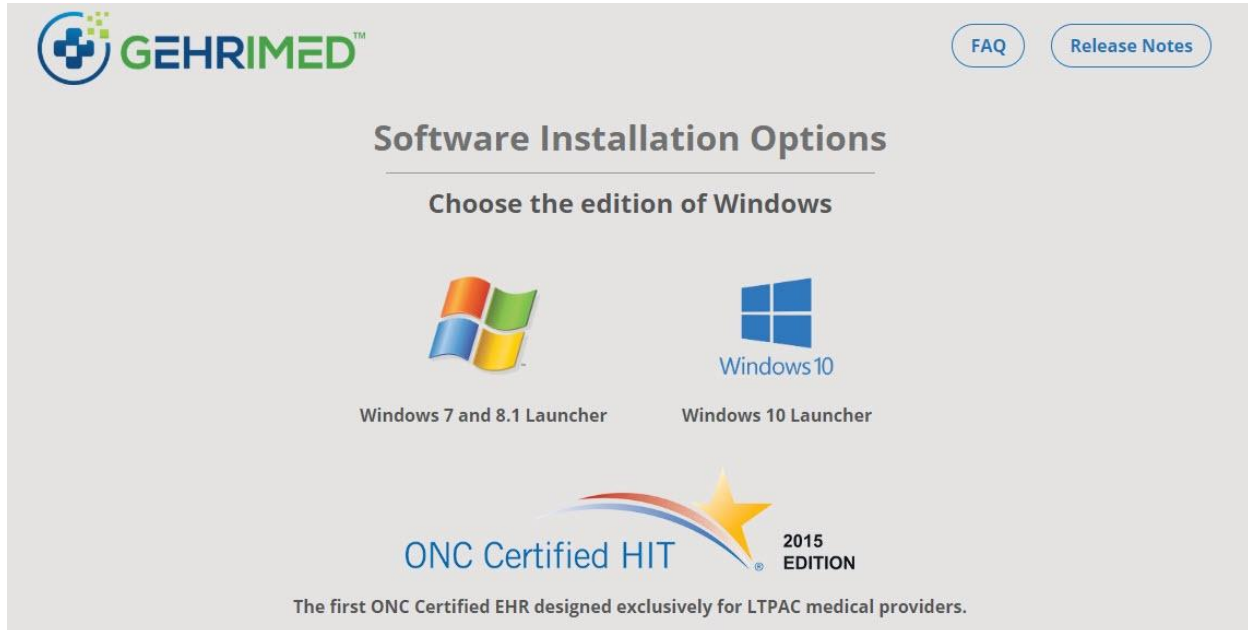 GEHRIMED™
FAQ
Release Notes
Software Installation Options
Choose the edition of Windows
Windows 10
Windows 7 and 8.1 Launcher
Windows 10 Launcher
ONC Certified HIT ®
2015
EDITION
The first ONC Certified EHR designed exclusively for LTPAC medical providers.